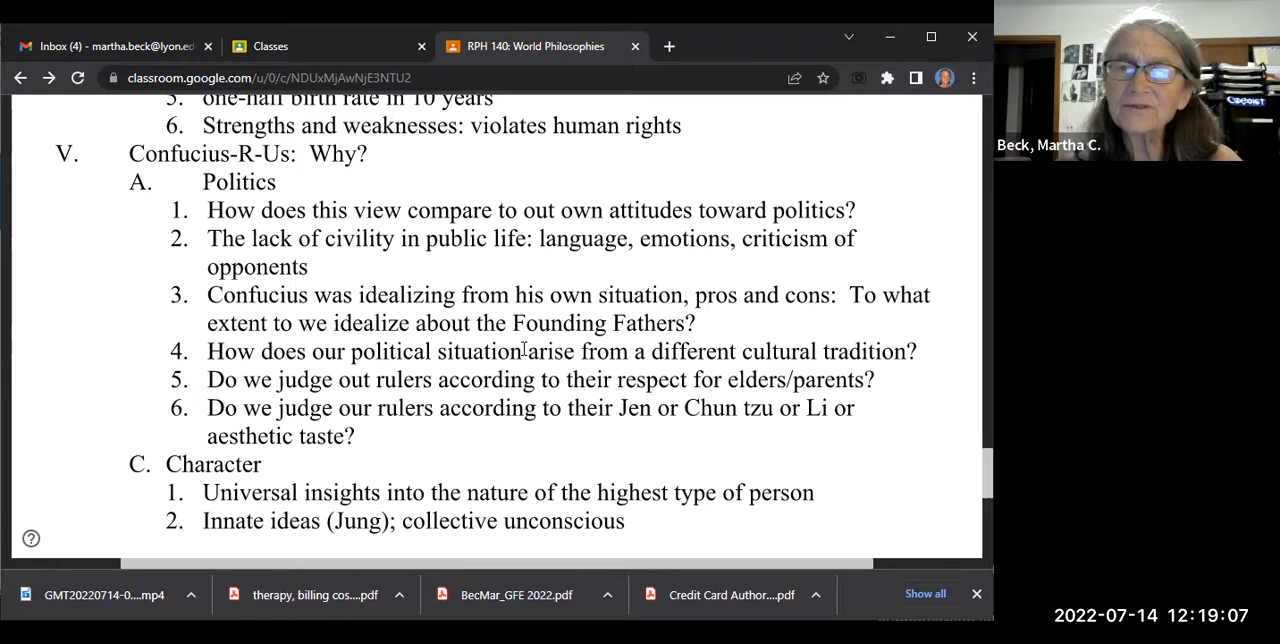 Inbox (4) - martha.beck@lyon.ed
Classes
RPH 140: World Philosophies
classroom.google.com/u/0/c/NDUxMjAwNjE3NTU2
5. one-half birth rate in 10 years
6. Strengths and weaknesses: violates human rights
V. Confucius-R-Us: Why?
A. Politics
1. How does this view compare to out own attitudes toward politics?
2. The lack of civility in public life: language, emotions, criticism of
opponents
3. Confucius was idealizing from his own situation, pros and cons: To what
extent to we idealize about the Founding Fathers?
4. How does our political situation arise from a different cultural tradition?
5. Do we judge out rulers according to their respect for elders/parents?
6. Do we judge our rulers according to their Jen or Chun tzu or Li or
aesthetic taste?
C. Character
1. Universal insights into the nature of the highest type of person
2. Innate ideas (Jung); collective unconscious
GMT20220714-0....mp4
therapy, billing cos....pdf
BecMar_GFE 2022.pdf
Credit Card Author....pdf
Show all
Beck, Martha C.
2022-07-14 12:19:07